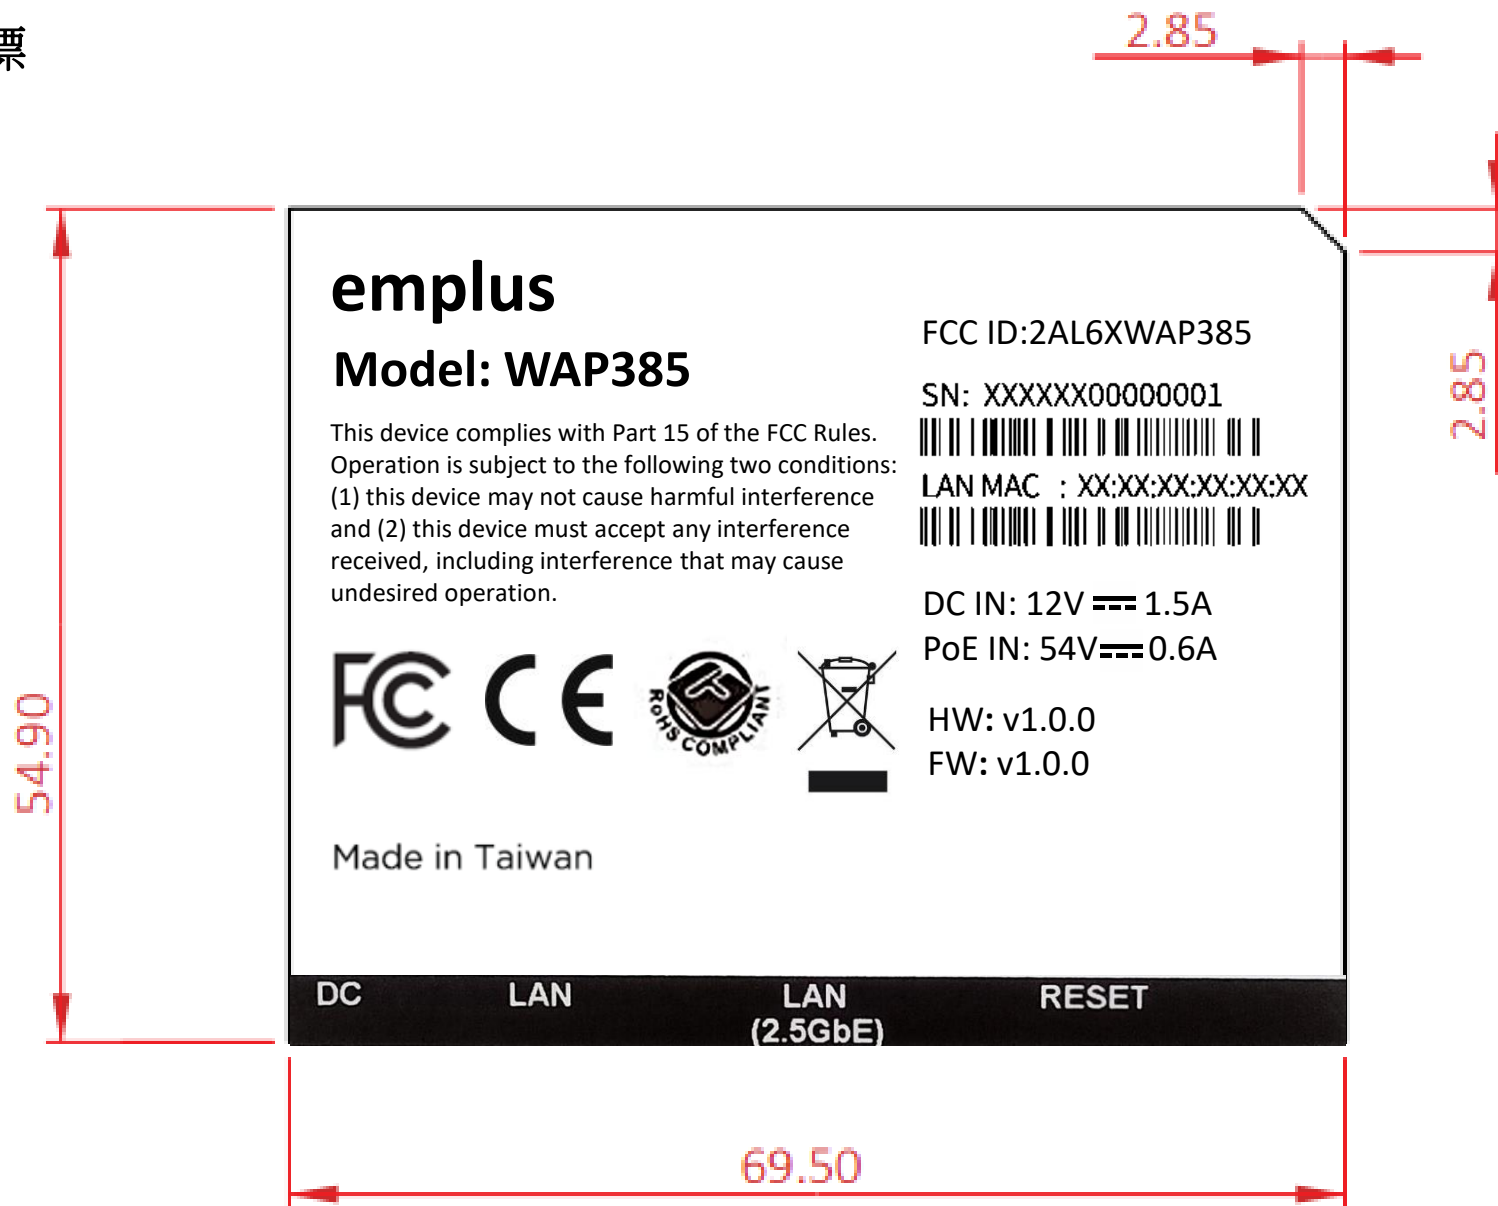 標
2.85
2.85
54.90
69.50
emplus
Model: WAP385
This device complies with Part 15 of the FCC Rules.
Operation is subject to the following two conditions:
(1) this device may not cause harmful interference
and (2) this device must accept any interference
received, including interference that may cause
undesired operation.
FC
CE
RoHS COMPLIANT
Made in Taiwan
FCC ID:2AL6XWAP385
SN: XXXXXX00000001
LAN MAC : XX:XX:XX:XX:XX:XX
DC IN: 12V ⎓ 1.5A
PoE IN: 54V⎓0.6A
HW: v1.0.0
FW: v1.0.0
DC
LAN
LAN
(2.5GbE)
RESET